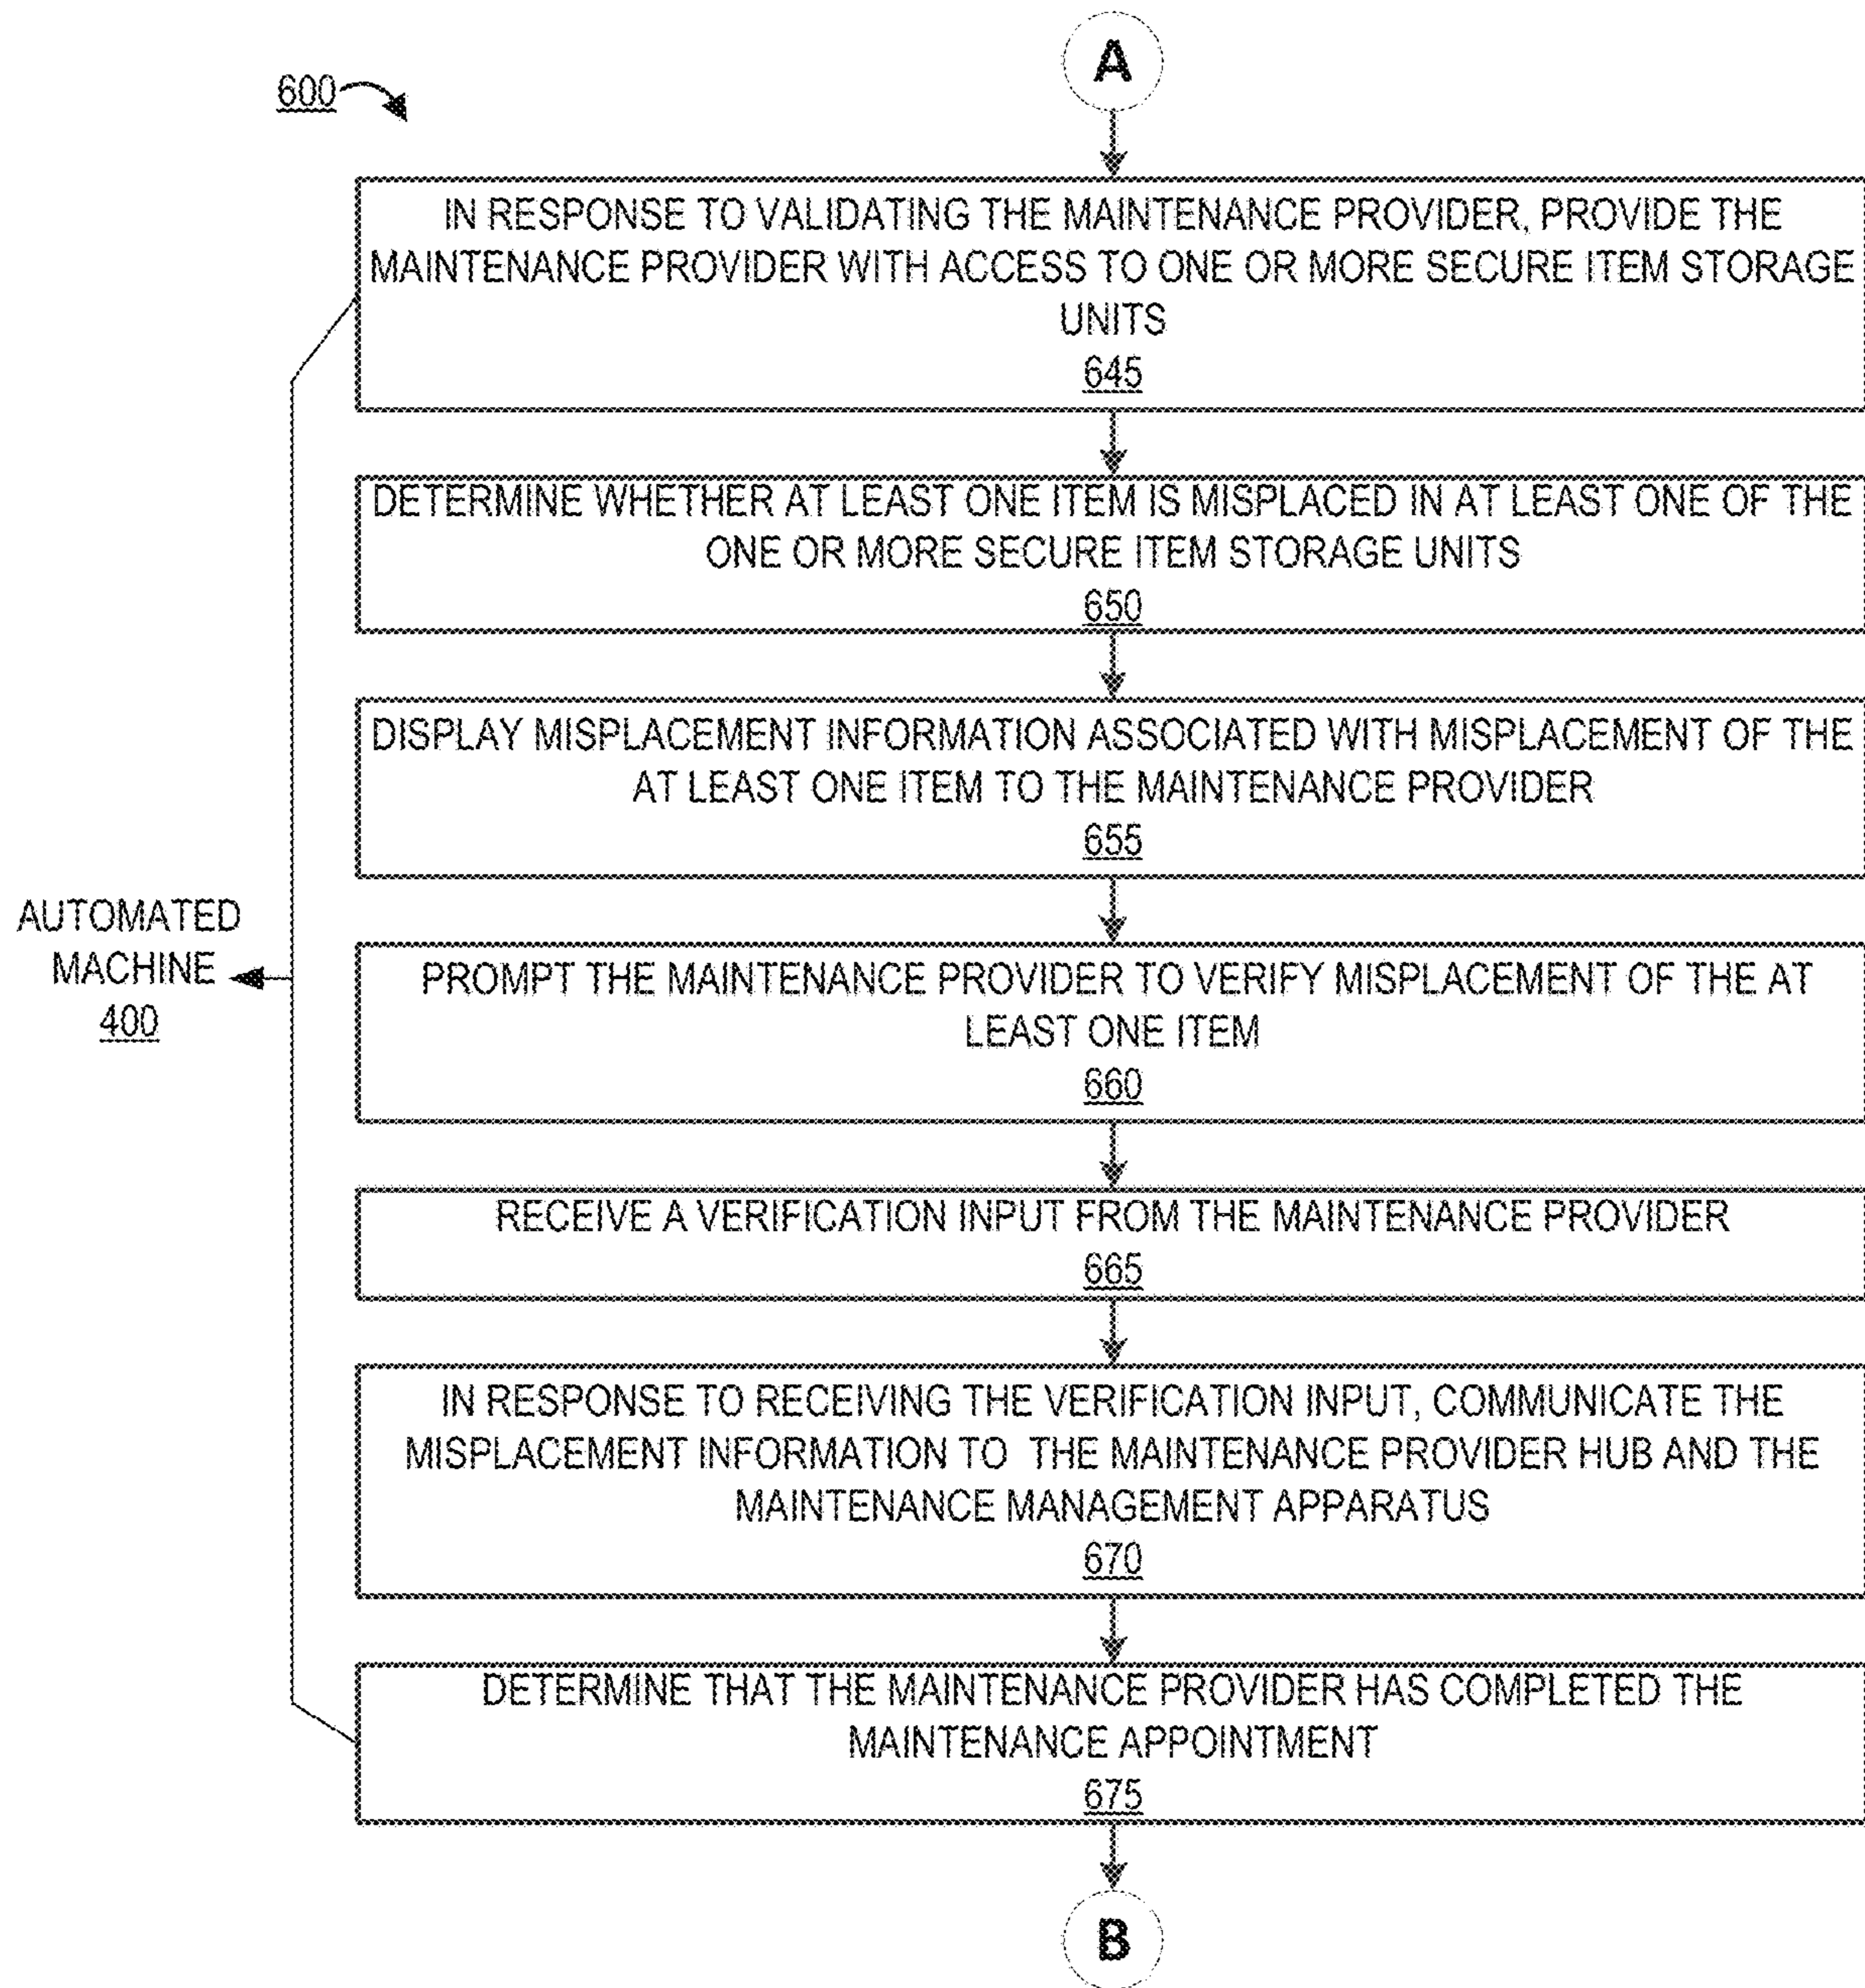 A
600
IN RESPONSE TO VALIDATING THE MAINTENANCE PROVIDER, PROVIDE THE
MAINTENANCE PROVIDER WITH ACCESS TO ONE OR MORE SECURE ITEM STORAGE
UNITS
645
DETERMINE WHETHER AT LEAST ONE ITEM IS MISPLACED IN AT LEAST ONE OF THE
ONE OR MORE SECURE ITEM STORAGE UNITS
650
DISPLAY MISPLACEMENT INFORMATION ASSOCIATED WITH MISPLACEMENT OF THE
AT LEAST ONE ITEM TO THE MAINTENANCE PROVIDER
655
AUTOMATED
MACHINE
400
PROMPT THE MAINTENANCE PROVIDER TO VERIFY MISPLACEMENT OF THE AT
LEAST ONE ITEM
660
RECEIVE A VERIFICATION INPUT FROM THE MAINTENANCE PROVIDER
665
IN RESPONSE TO RECEIVING THE VERIFICATION INPUT, COMMUNICATE THE
MISPLACEMENT INFORMATION TO THE MAINTENANCE PROVIDER HUB AND THE
MAINTENANCE MANAGEMENT APPARATUS
670
DETERMINE THAT THE MAINTENANCE PROVIDER HAS COMPLETED THE
MAINTENANCE APPOINTMENT
675
B